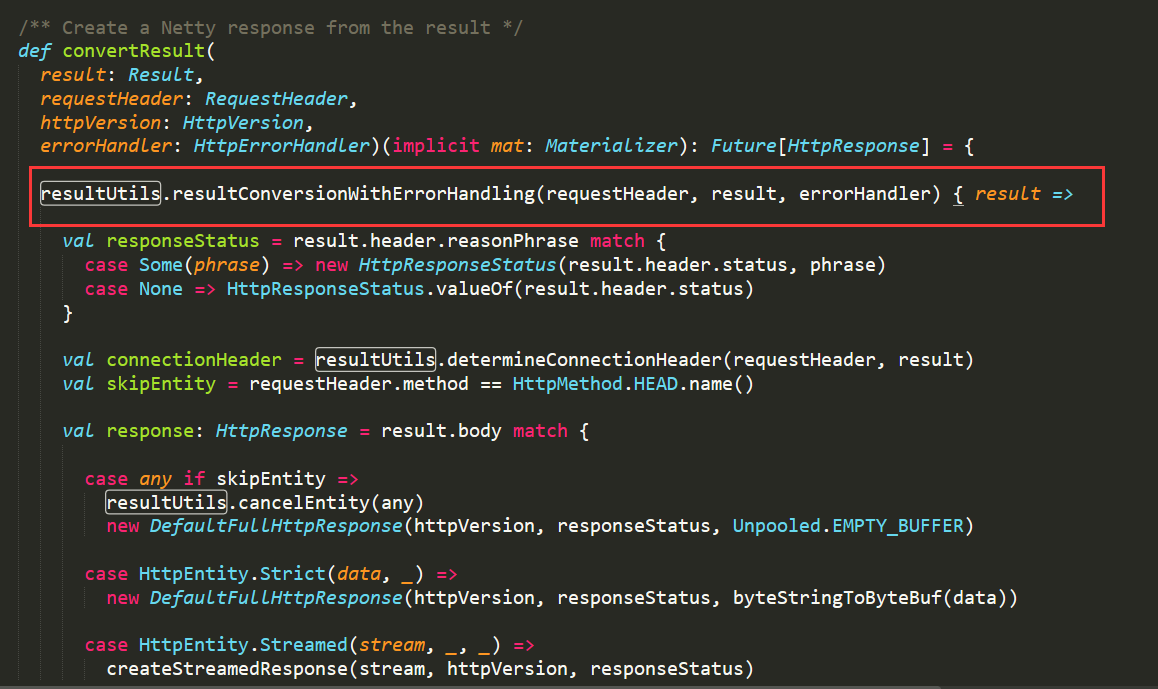 /** Create a Netty response from the result */
def convertResult(
result: Result,
requestHeader: RequestHeader,
httpVersion: HttpVersion,
errorHandler: HttpErrorHandler)(implicit mat: Materializer): Future[HttpResponse] = {
resultUtils.resultConversionWithErrorHandling(requestHeader, result, errorHandler) { result =>
val responseStatus = result.header.reasonPhrase match {
case Some(phrase) => new HttpResponseStatus(result.header.status, phrase)
case None => HttpResponseStatus.valueOf(result.header.status)
}
val connectionHeader = resultUtils.determineConnectionHeader(requestHeader, result)
val skipEntity = requestHeader.method == HttpMethod.HEAD.name()
val response: HttpResponse = result.body match {
case any if skipEntity =>
resultUtils.cancelEntity(any)
new DefaultFullHttpResponse(httpVersion, responseStatus, Unpooled.EMPTY_BUFFER)
case HttpEntity.Strict(data, _) =>
new DefaultFullHttpResponse(httpVersion, responseStatus, byteStringToByteBuf(data))
case HttpEntity.Streamed(stream, _, _) =>
createStreamedResponse(stream, httpVersion, responseStatus)